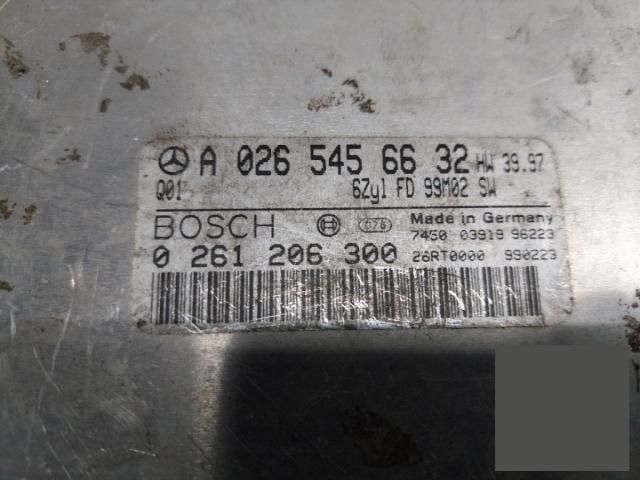 A 026 545 66 32 HW 39.97
Q01 6Zyl FD 99M02 SW
BOSCH 076 Made in Germany
7450 03919 96223
0 261 206 300 26RT0000 990223